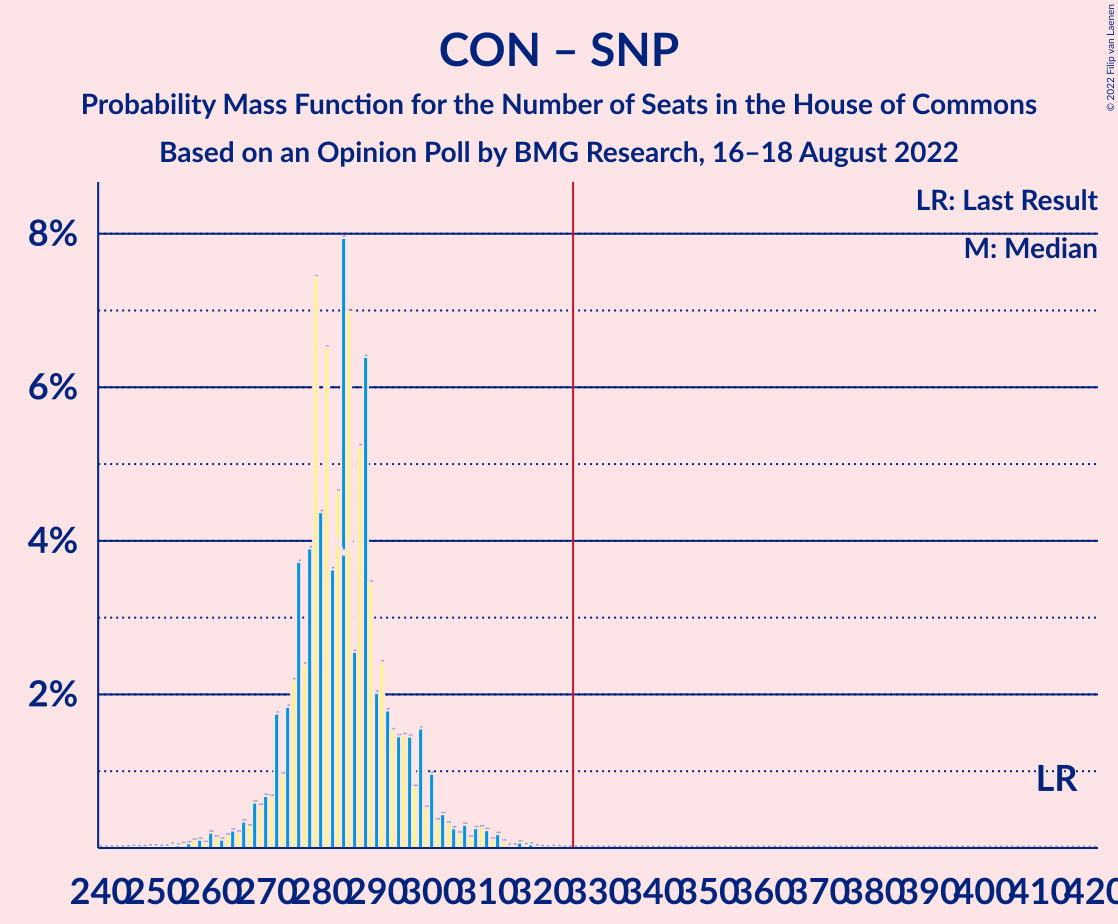 CON – SNP
Probability Mass Function for the Number of Seats in the House of Commons
Based on an Opinion Poll by BMG Research, 16–18 August 2022
© 2022 Filip van Laenen
LR: Last Result
M: Median
8%
6%
4%
2%
LR
240 250 260 270 280 290 300 310 320 330 340 350 360 370 380 390 400 410 420